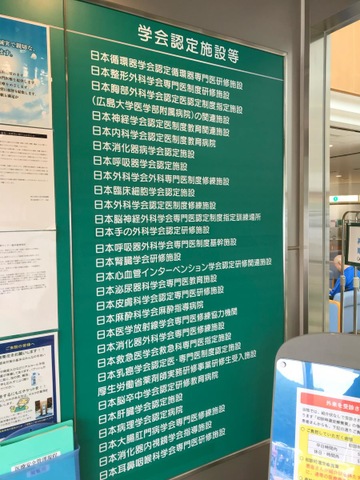 学会認定施設等
日本循環器学会認定循環器専門医研修施設
日本整形外科学会専門医制度研修施設
日本胸部外科学会認定医認定制度指定施設
(広島大学医学部附属病院)の関連施設
日本神経学会認定医制度教育関連施設
日本内科学会認定医制度教育病院
日本消化器病学会認定施設
日本呼吸器学会認定施設
日本外科学会外科専門医制度修練施設
日本臨床細胞学会認定施設
日本外科学会認定医制度修練施設
日本脳神経外科学会専門医認定制度指定訓練場所
日本手の外科学会認定研修施設
日本呼吸器外科学会専門医制度基幹施設
日本腎臓学会研修施設
日本心血管インターベンション学会認定研修関連施設
日本泌尿器科学会専門医教育施設
日本皮膚科学会認定専門医研修施設
日本麻酔科学会麻酔指導病院
日本医学放射線学会専門医修練協力機関
日本消化器外科学会専門医修練施設
日本救急医学会救急科専門医指定施設
日本乳癌学会認定医・専門医制度認定施設
厚生労働省薬剤師実務研修事業研修生受入施設
日本脳卒中学会認定研修教育病院
日本肝臓学会認定施設
日本病理学会認定病院
日本大腸肛門病学会専門医修練施設
日本消化器内視鏡学会指導施設
日本耳鼻咽喉科学会専門医研修施設